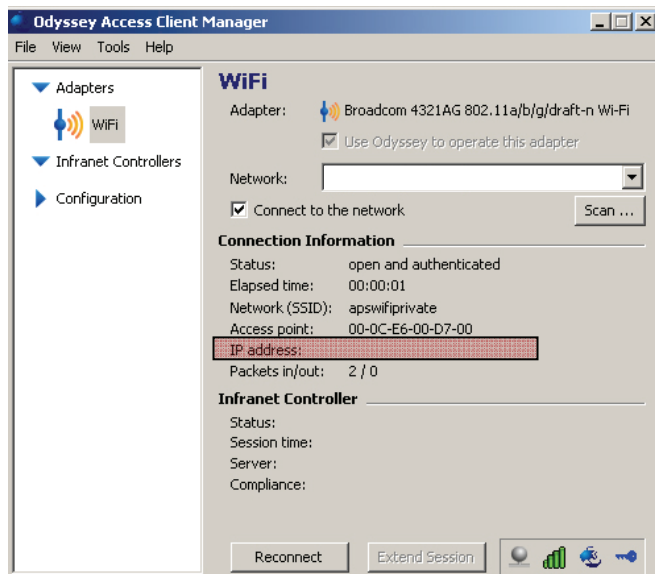 Odyssey Access Client Manager
File View Tools Help
Adapters
WiFi
Infranet Controllers
Configuration
WiFi
Adapter: Broadcom 4321AG 802.11a/b/g/draft-n Wi-Fi
Use Odyssey to operate this adapter
Network:
Connect to the network
Scan ...
Connection Information
Status: open and authenticated
Elapsed time: 00:00:01
Network (SSID): apswifiprivate
Access point: 00-0C-E6-00-D7-00
IP address:
Packets in/out: 2 / 0
Infranet Controller
Status:
Session time:
Server:
Compliance:
Reconnect
Extend Session